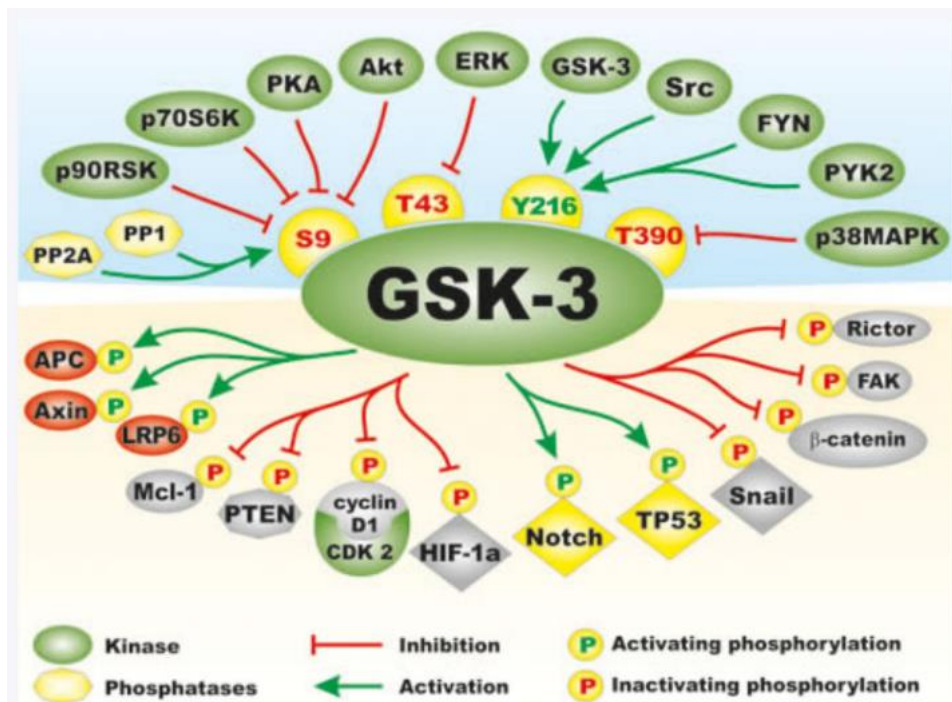 ERK
GSK-3
Akt
Src
PKA
FYN
p70S6K
p90RSK
PYK2
T43
Y216
PP1
S9
T390
p38MAPK
PP2A
GSK-3
Rictor
P
APC
P
FAK
P
Axin
P
LRP6
P
β-catenin
P
Mcl-1
P
PTEN
P
cyclin
D1
CDK 2
P
HIF-1a
P
Notch
P
TP53
P
Snail
P
Kinase
Inhibition
P
Activating phosphorylation
Phosphatases
Activation
P
Inactivating phosphorylation